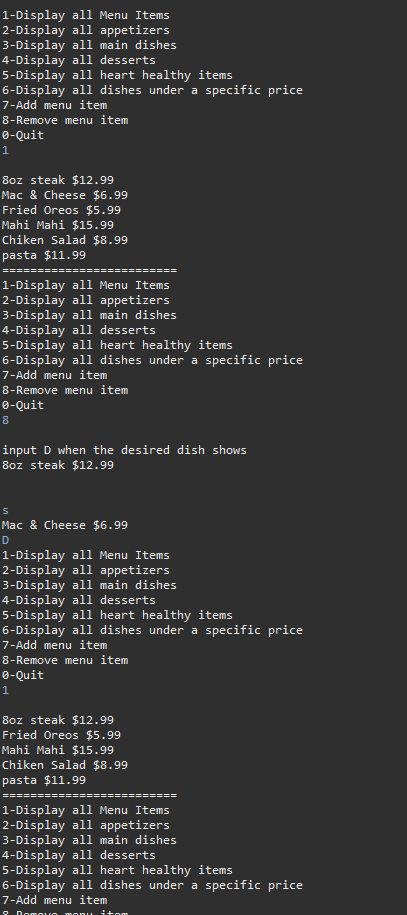 1-Display all Menu Items
2-Display all appetizers
3-Display all main dishes
4-Display all desserts
5-Display all heart healthy items
6-Display all dishes under a specific price
7-Add menu item
8-Remove menu item
0-Quit
1
8oz steak $12.99
Mac & Cheese $6.99
Fried Oreos $5.99
Mahi Mahi $15.99
Chiken Salad $8.99
pasta $11.99
=========================
1-Display all Menu Items
2-Display all appetizers
3-Display all main dishes
4-Display all desserts
5-Display all heart healthy items
6-Display all dishes under a specific price
7-Add menu item
8-Remove menu item
0-Quit
8
input D when the desired dish shows
8oz steak $12.99
s
Mac & Cheese $6.99
D
1-Display all Menu Items
2-Display all appetizers
3-Display all main dishes
4-Display all desserts
5-Display all heart healthy items
6-Display all dishes under a specific price
7-Add menu item
8-Remove menu item
0-Quit
1
8oz steak $12.99
Fried Oreos $5.99
Mahi Mahi $15.99
Chiken Salad $8.99
pasta $11.99
=========================
1-Display all Menu Items
2-Display all appetizers
3-Display all main dishes
4-Display all desserts
5-Display all heart healthy items
6-Display all dishes under a specific price
7-Add menu item
8-Remove menu item